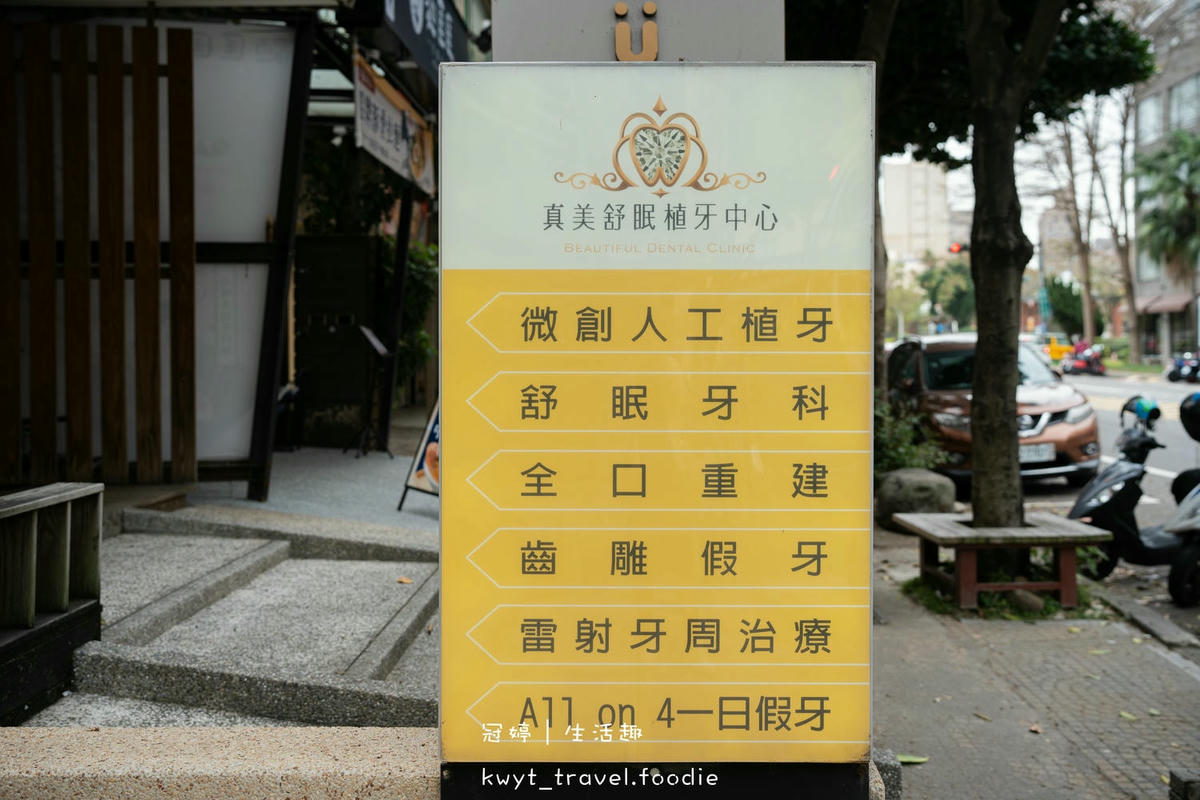 ü
真美舒眠植牙中心
BEAUTIFUL DENTAL CLINIC
微創人工植牙
舒眠牙科
全口重建
齒雕假牙
雷射牙周治療
All on 4一日假牙
冠婷｜生活趣
kwyt_travel.foodie